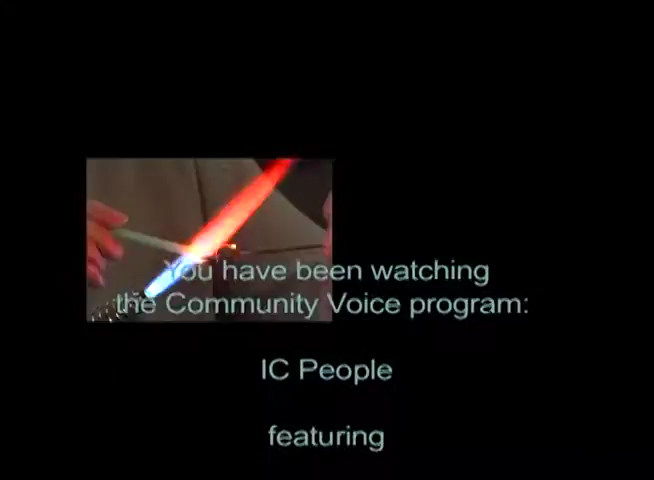 You have been watching
the Community Voice program:
IC People
featuring